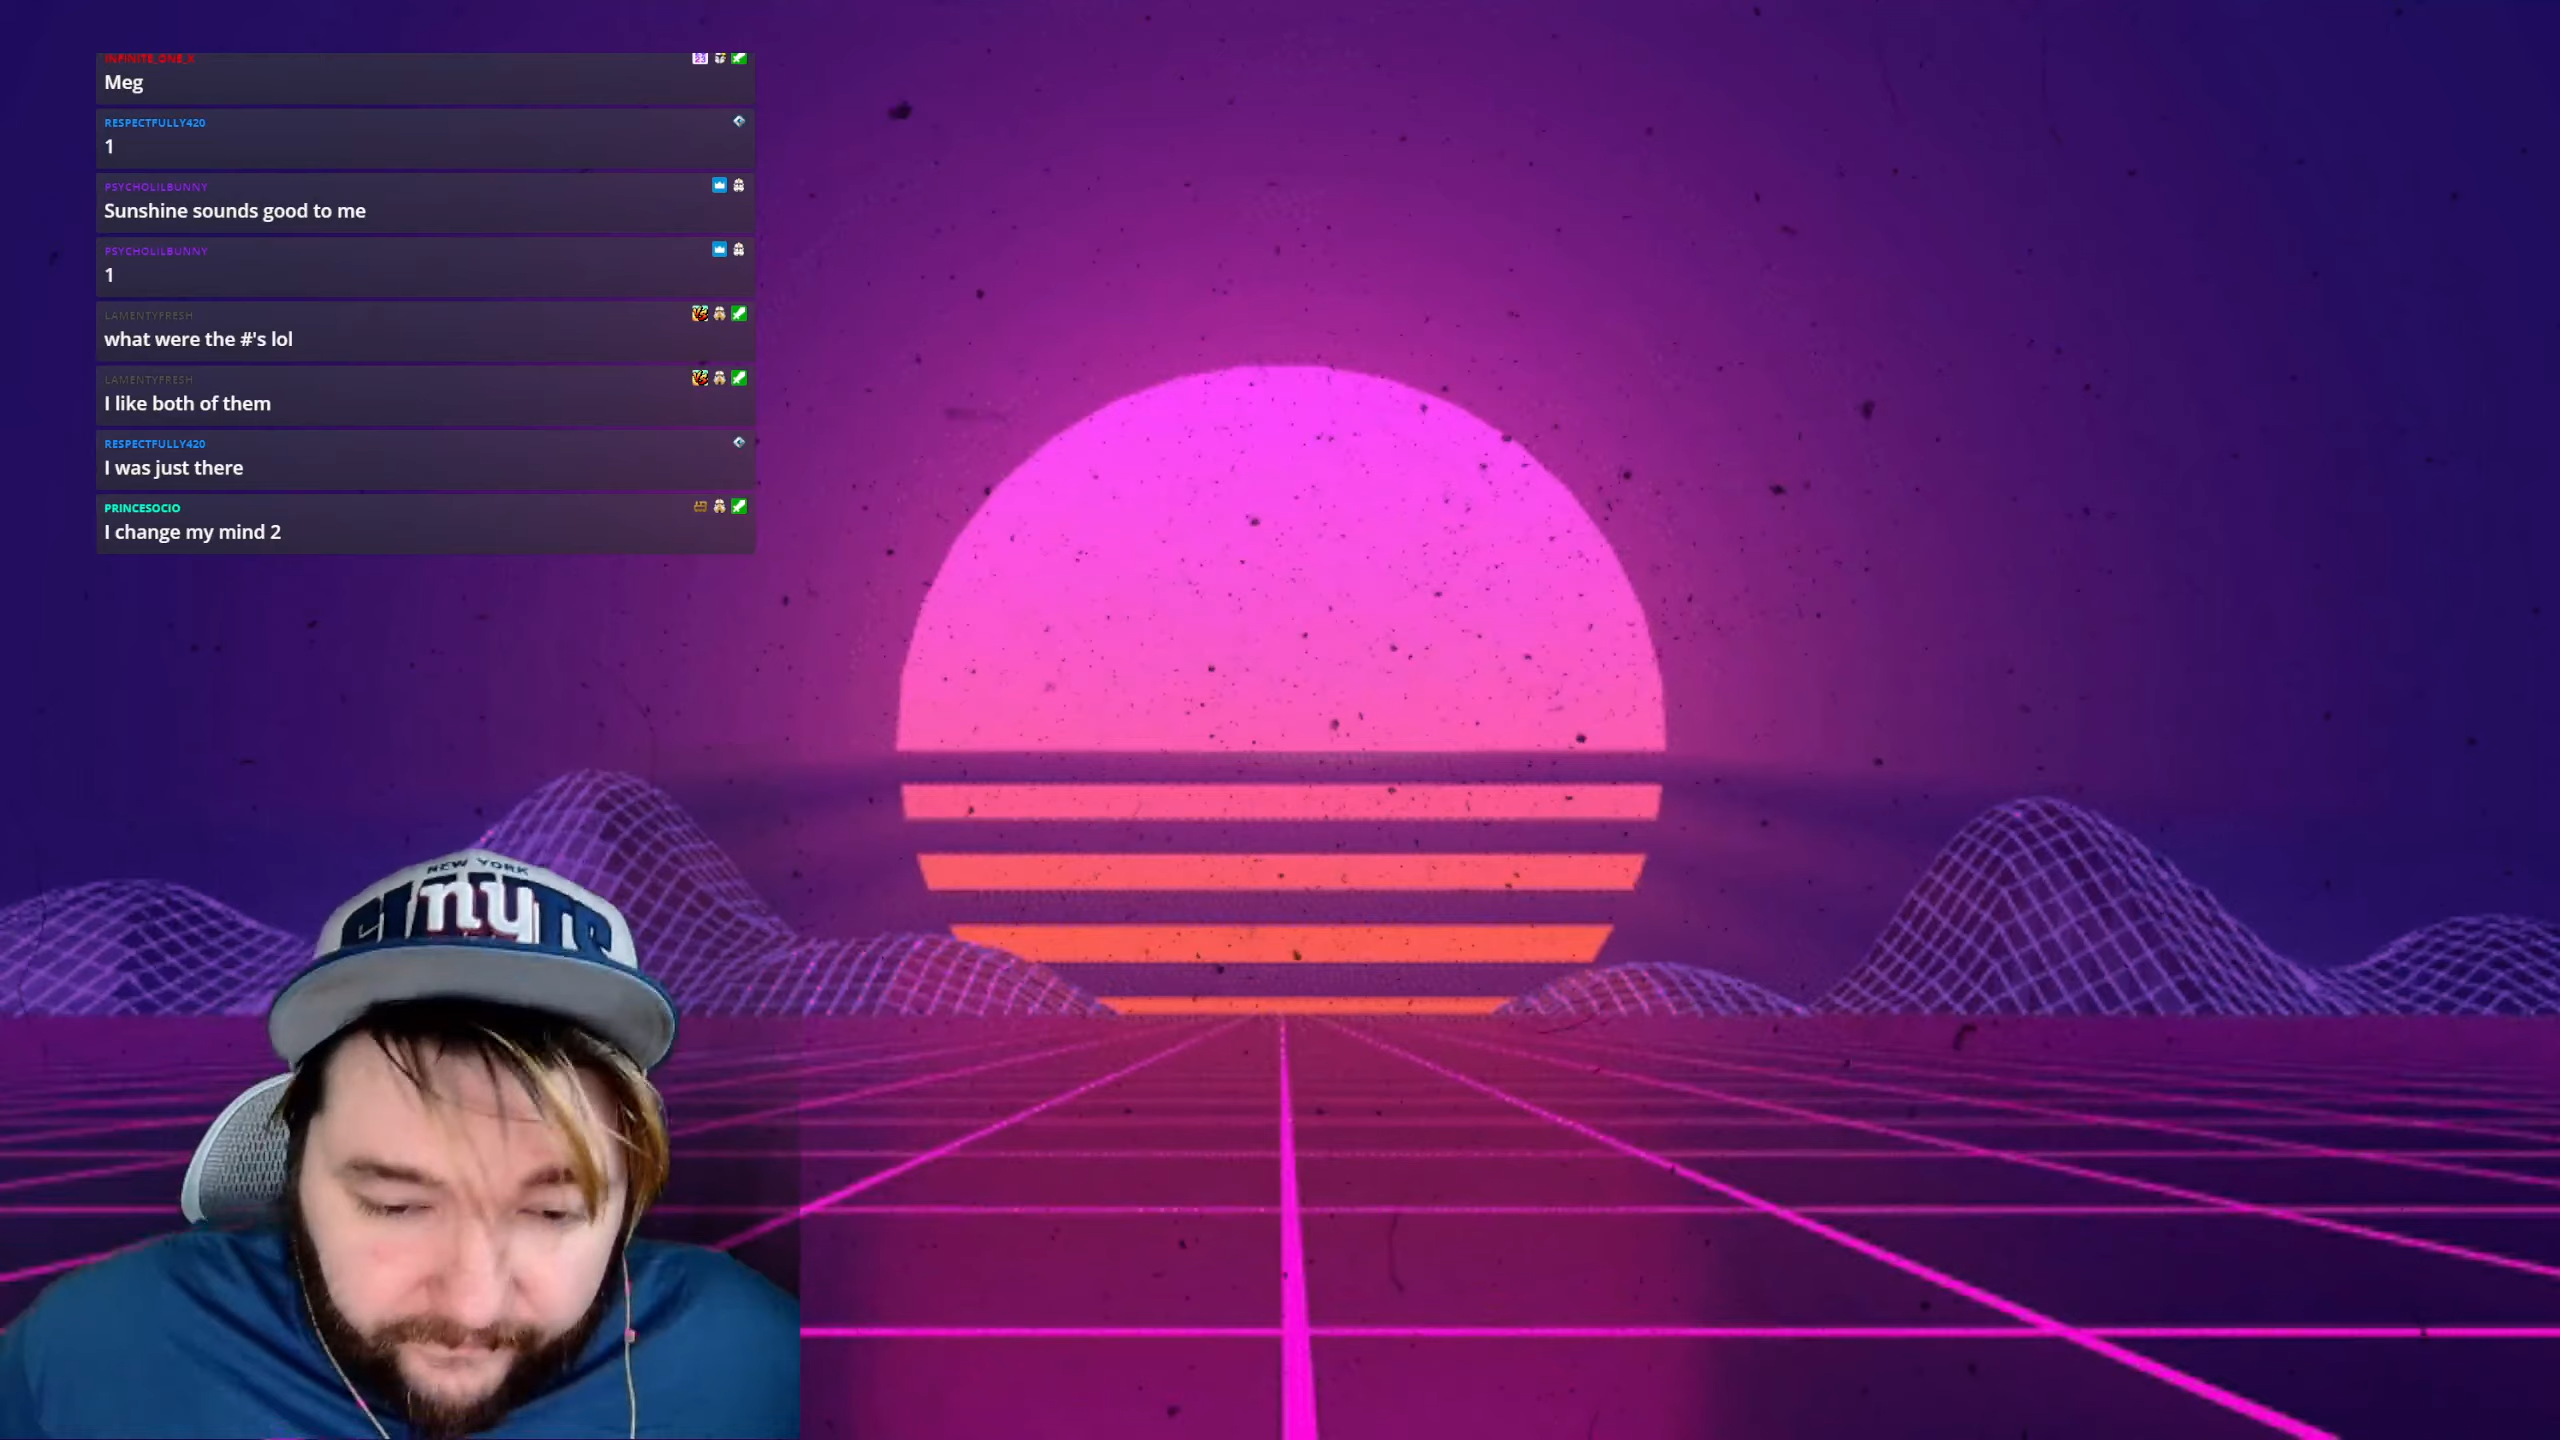 INFINITE_ONE_X
Meg
RESPECTFULLY420
1
PSYCHOLILBUNNY
Sunshine sounds good to me
PSYCHOLILBUNNY
1
LAMENTYFRESH
what were the #'s lol
LAMENTYFRESH
I like both of them
RESPECTFULLY420
I was just there
PRINCESOCIO
I change my mind 2
NEW YORK
ny